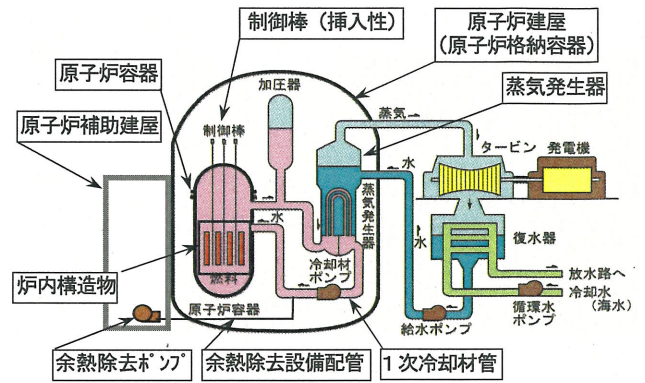 制御棒（挿入性）
原子炉建屋
（原子炉格納容器）
原子炉容器
加圧器
蒸気発生器
蒸気
原子炉補助建屋
制御棒
水
タービン
発電機
蒸気発生器
水
水
復水器
炉内構造物
燃料
冷却材
ポンプ
放水路へ
冷却水
（海水）
原子炉容器
給水ポンプ
循環水
ポンプ
余熱除去ﾎﾟﾝﾌﾟ
余熱除去設備配管
１次冷却材管